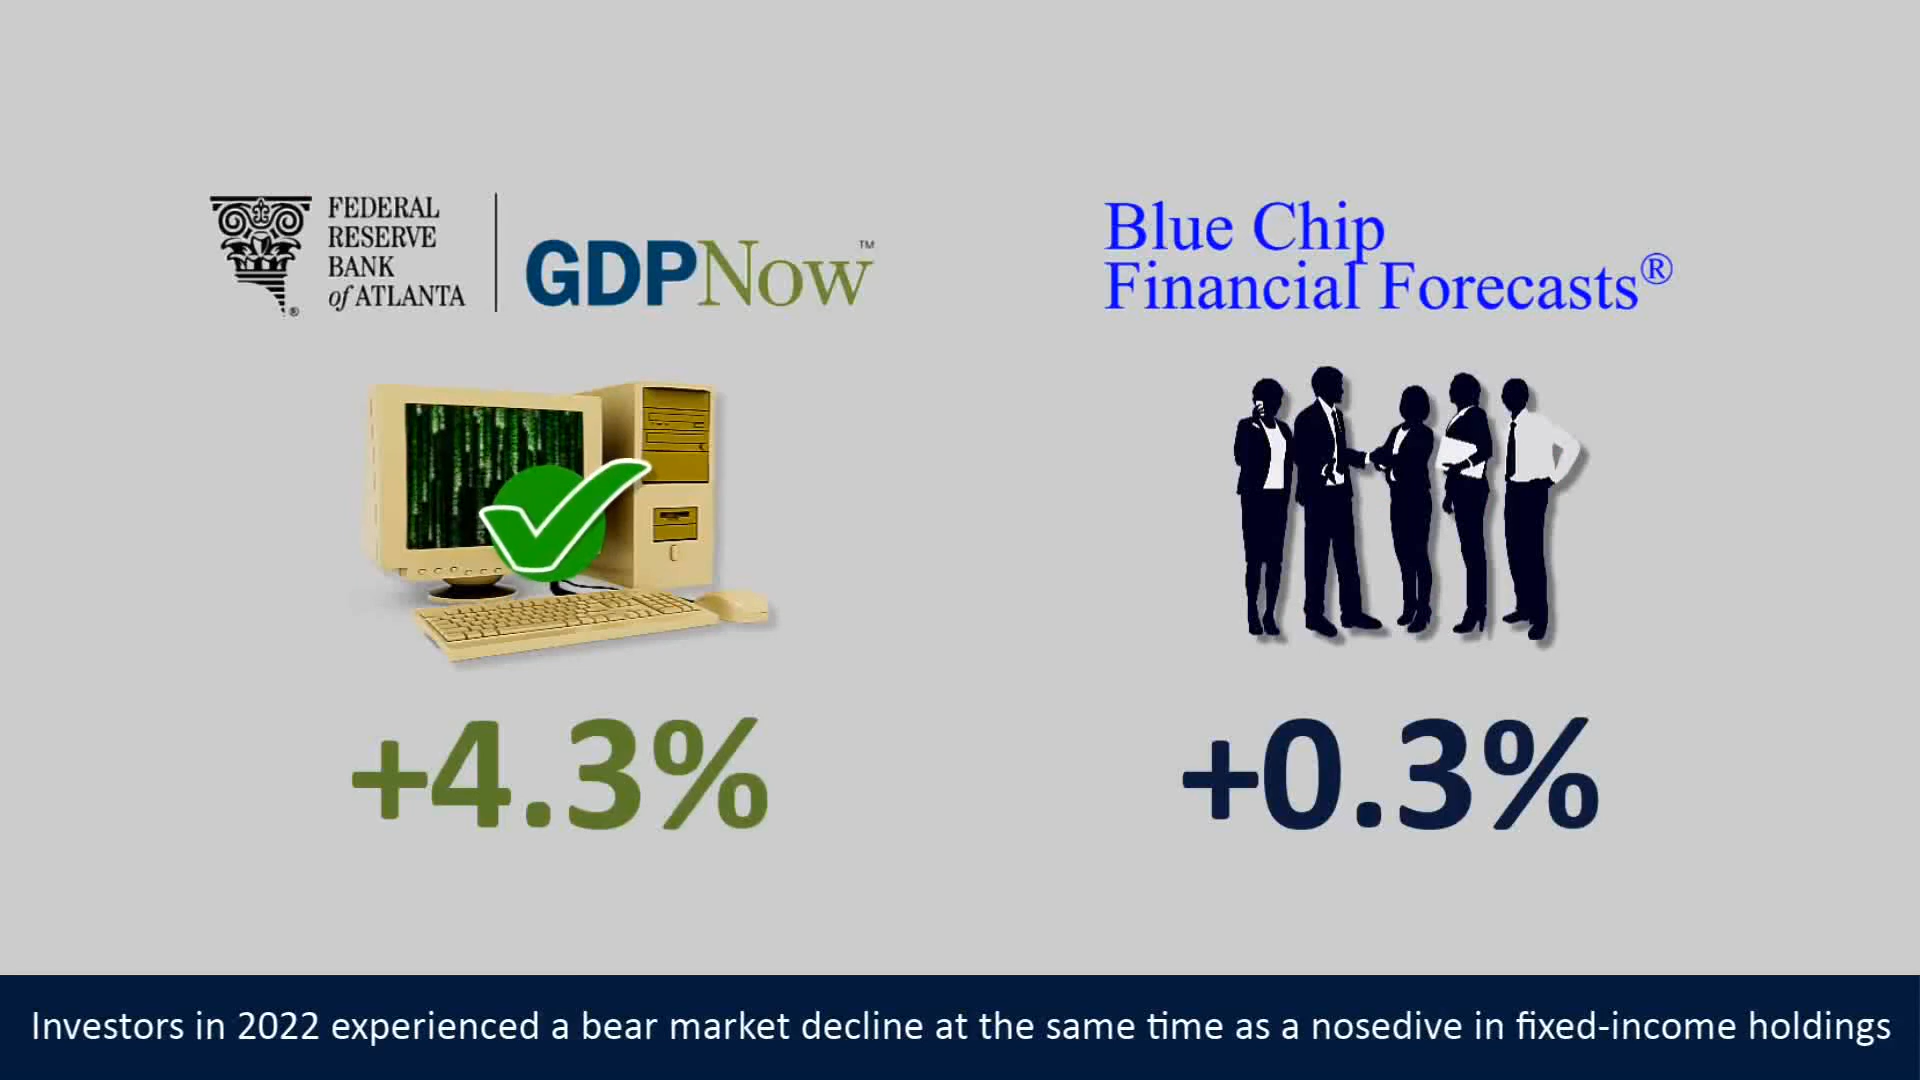 FEDERAL
RESERVE
BANK
of ATLANTA
®
GDPNow™
Blue Chip
Financial Forecasts®
+4.3%
+0.3%
Investors in 2022 experienced a bear market decline at the same time as a nosedive in fixed-income holdings